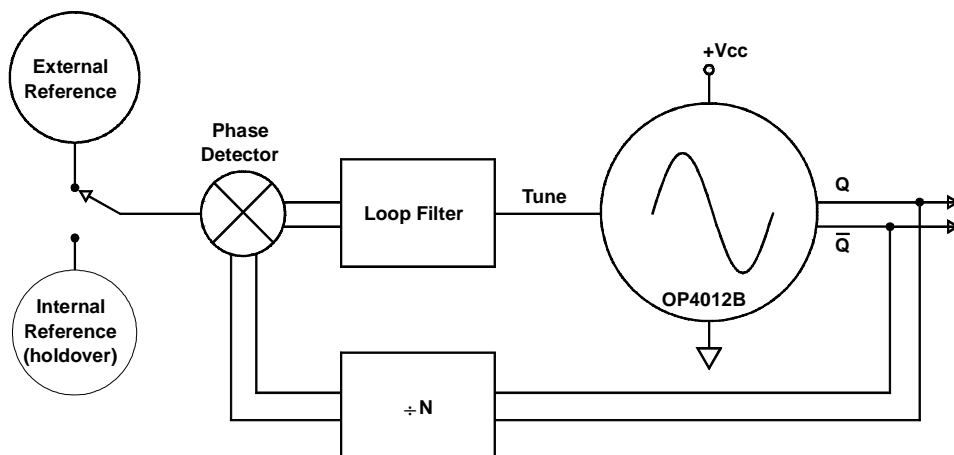 +Vcc
External
Reference
Phase
Detector
Loop Filter
Tune
Q
Q̅
OP4012B
Internal
Reference
(holdover)
÷N